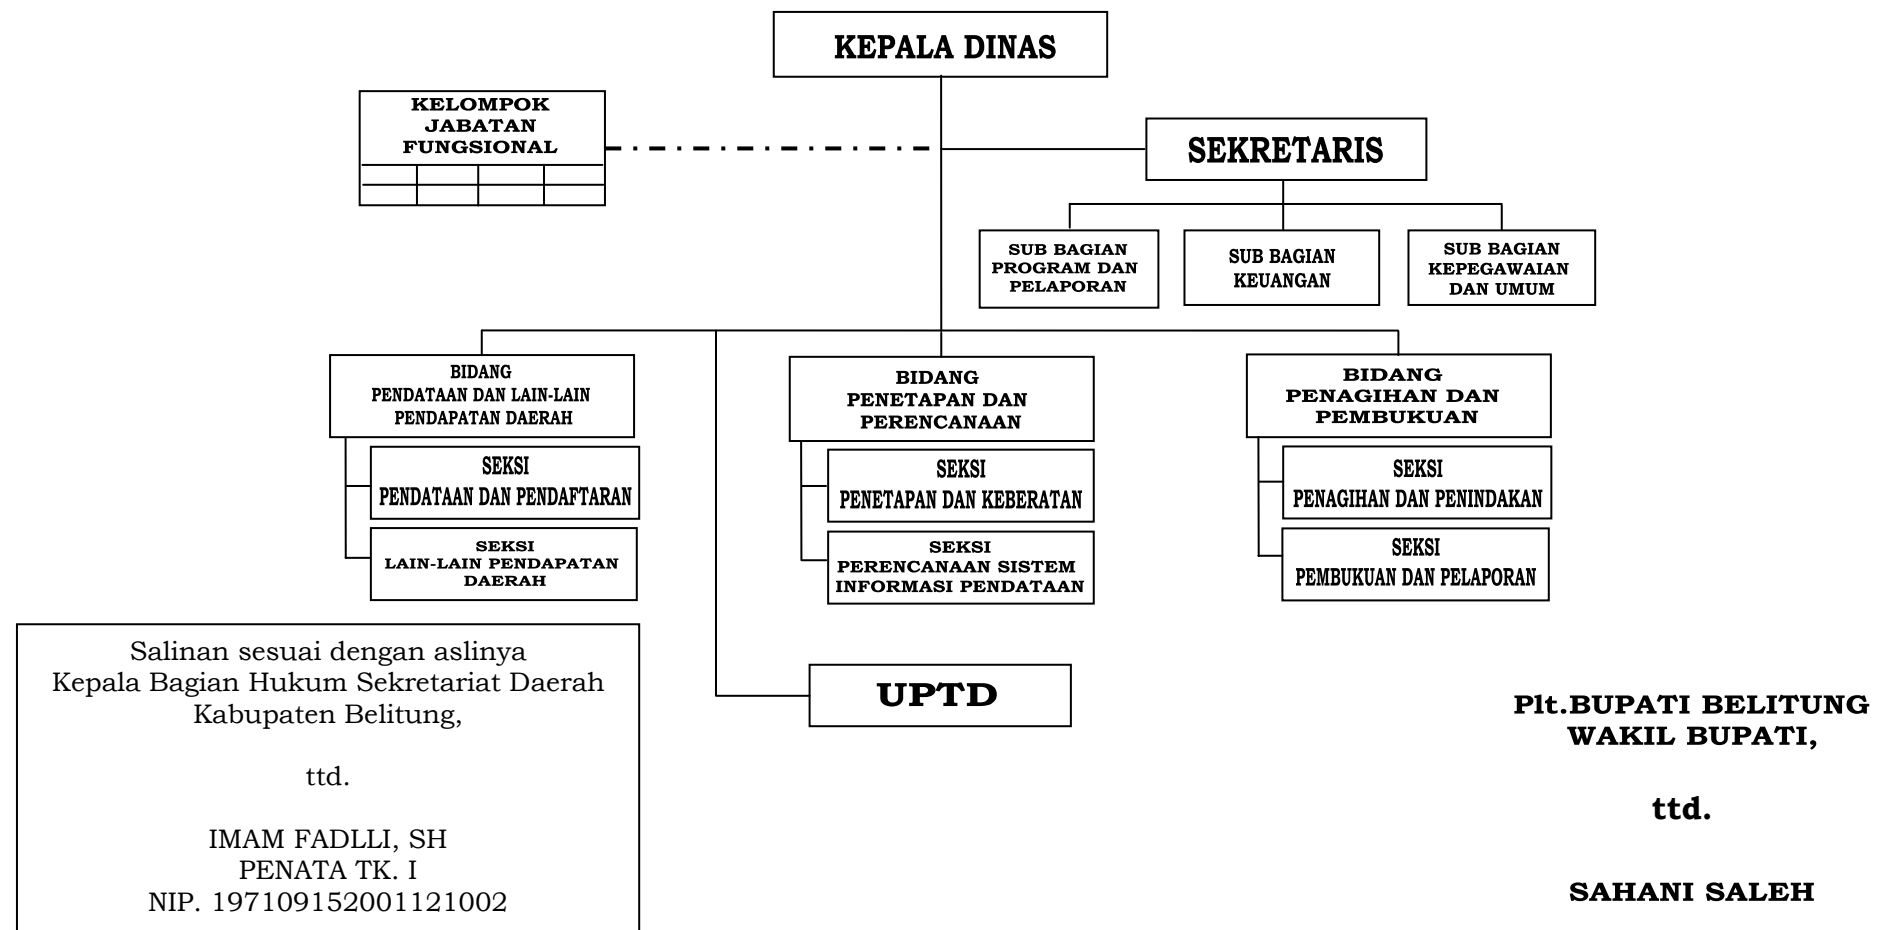 KEPALA DINAS
KELOMPOK
JABATAN
FUNGSIONAL
SEKRETARIS
SUB BAGIAN
PROGRAM DAN
PELAPORAN
SUB BAGIAN
KEUANGAN
SUB BAGIAN
KEPEGAWAIAN
DAN UMUM
BIDANG
PENDATAAN DAN LAIN-LAIN
PENDAPATAN DAERAH
BIDANG
PENETAPAN DAN
PERENCANAAN
BIDANG
PENAGIHAN DAN
PEMBUKUAN
SEKSI
PENDATAAN DAN PENDAFTARAN
SEKSI
PENETAPAN DAN KEBERATAN
SEKSI
PENAGIHAN DAN PENINDAKAN
SEKSI
LAIN-LAIN PENDAPATAN
DAERAH
SEKSI
PERENCANAAN SISTEM
INFORMASI PENDATAAN
SEKSI
PEMBUKUAN DAN PELAPORAN
UPTD
Salinan sesuai dengan aslinya
Kepala Bagian Hukum Sekretariat Daerah
Kabupaten Belitung,
ttd.
IMAM FADLLI, SH
PENATA TK. I
NIP. 197109152001121002
Plt.BUPATI BELITUNG
WAKIL BUPATI,
ttd.
SAHANI SALEH